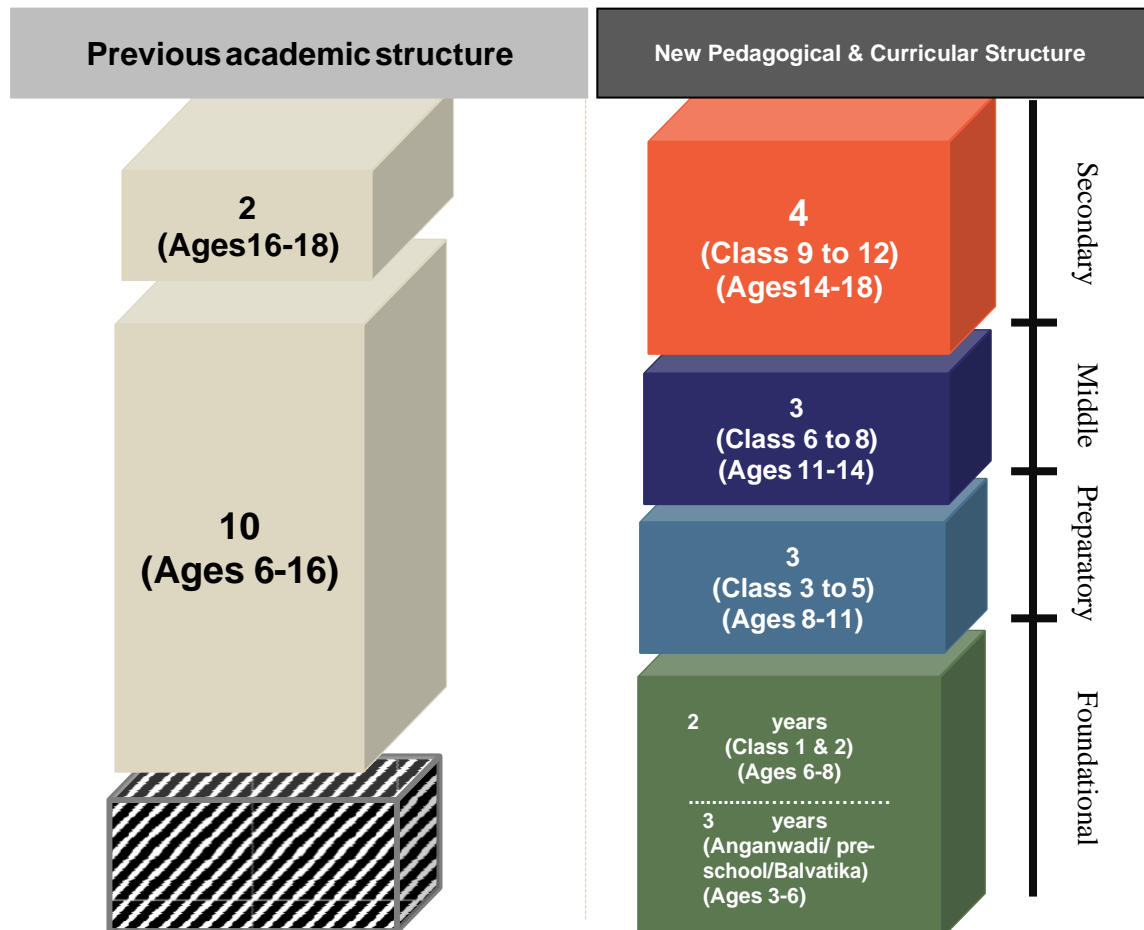 Previous academic structure
New Pedagogical & Curricular Structure
2
(Ages16-18)
10
(Ages 6-16)
4
(Class 9 to 12)
(Ages14-18)
3
(Class 6 to 8)
(Ages 11-14)
3
(Class 3 to 5)
(Ages 8-11)
2 years
(Class 1 & 2)
(Ages 6-8)
................................
3 years
(Anganwadi/ pre-
school/Balvatika)
(Ages 3-6)
Secondary
Middle
Preparatory
Foundational